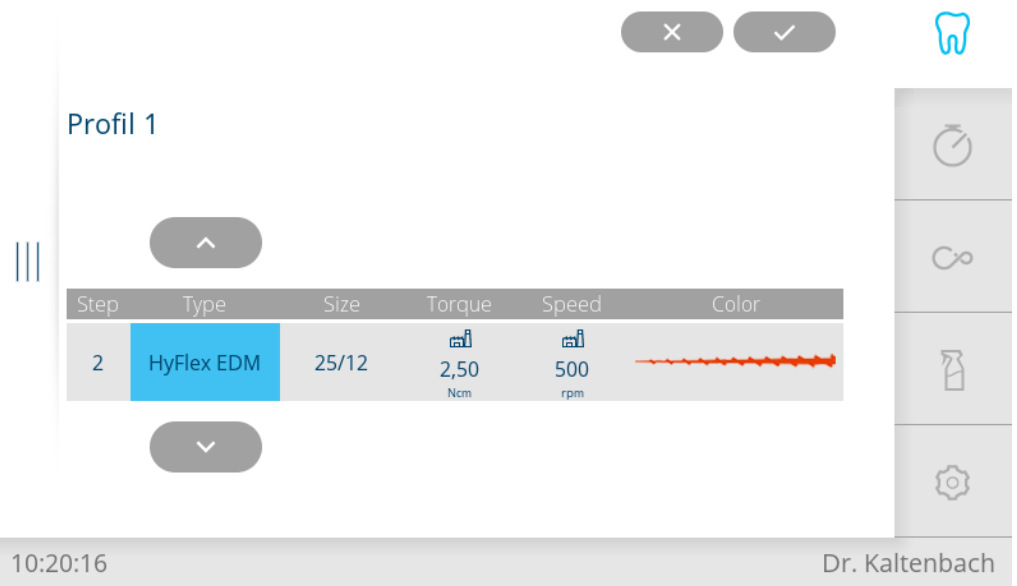 Profil 1
Step Type Size Torque Speed Color
2 HyFlex EDM 25/12 2,50 Ncm 500 rpm
10:20:16 Dr. Kaltenbach